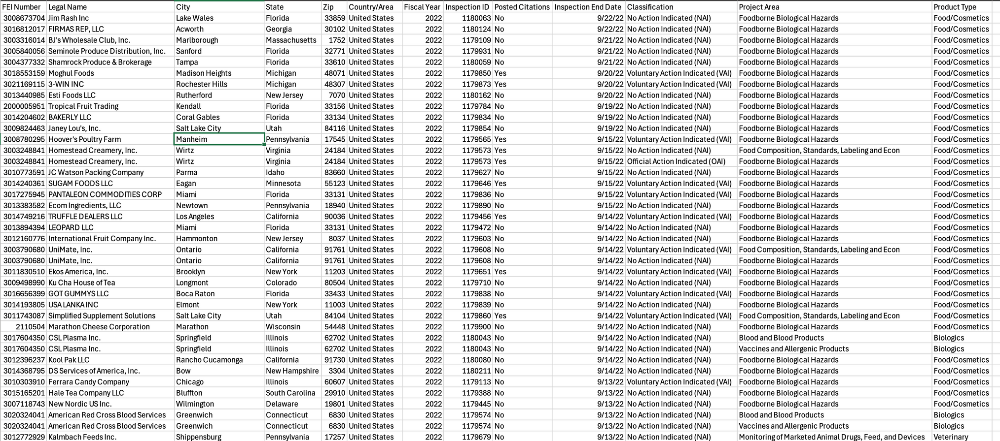 FEI Number Legal Name City State Zip Country/Area Fiscal Year Inspection ID Posted Citations Inspection End Date Classification Project Area Product Type
3008673704 Jim Rash Inc Lake Wales Florida 33859 United States 2022 1180063 No 9/22/22 No Action Indicated (NAI) Foodborne Biological Hazards Food/Cosmetics
3016812017 FIRMAS REP, LLC Acworth Georgia 30102 United States 2022 1180124 No 9/22/22 No Action Indicated (NAI) Foodborne Biological Hazards Food/Cosmetics
3003316014 BJ's Wholesale Club, Inc. Marlborough Massachusetts 1752 United States 2022 1179109 No 9/21/22 No Action Indicated (NAI) Foodborne Biological Hazards Food/Cosmetics
3005840056 Seminole Produce Distribution, Inc. Sanford Florida 32771 United States 2022 1179931 No 9/21/22 No Action Indicated (NAI) Foodborne Biological Hazards Food/Cosmetics
3004377332 Shamrock Produce & Brokerage Tampa Florida 33610 United States 2022 1180059 No 9/21/22 No Action Indicated (NAI) Foodborne Biological Hazards Food/Cosmetics
3018553159 Moghul Foods Madison Heights Michigan 48071 United States 2022 1179850 Yes 9/20/22 Voluntary Action Indicated (VAI) Foodborne Biological Hazards Food/Cosmetics
3021169115 3-WIN INC Rochester Hills Michigan 48307 United States 2022 1179873 Yes 9/20/22 Voluntary Action Indicated (VAI) Foodborne Biological Hazards Food/Cosmetics
3013440985 Esti Foods LLC Rutherford New Jersey 7070 United States 2022 1180162 No 9/20/22 No Action Indicated (NAI) Foodborne Biological Hazards Food/Cosmetics
2000005951 Tropical Fruit Trading Kendall Florida 33156 United States 2022 1179784 No 9/19/22 No Action Indicated (NAI) Foodborne Biological Hazards Food/Cosmetics
3014204602 BAKERLY LLC Coral Gables Florida 33134 United States 2022 1179834 No 9/19/22 No Action Indicated (NAI) Foodborne Biological Hazards Food/Cosmetics
3009824463 Janey Lou's, Inc. Salt Lake City Utah 84116 United States 2022 1179854 No 9/19/22 No Action Indicated (NAI) Foodborne Biological Hazards Food/Cosmetics
3008780295 Hoover's Poultry Farm Manheim Pennsylvania 17545 United States 2022 1179565 Yes 9/15/22 Voluntary Action Indicated (VAI) Foodborne Biological Hazards Food/Cosmetics
3003248841 Homestead Creamery, Inc. Wirtz Virginia 24184 United States 2022 1179573 Yes 9/15/22 No Action Indicated (NAI) Food Composition, Standards, Labeling and Econ Food/Cosmetics
3003248841 Homestead Creamery, Inc. Wirtz Virginia 24184 United States 2022 1179573 Yes 9/15/22 Official Action Indicated (OAI) Foodborne Biological Hazards Food/Cosmetics
3010773591 JC Watson Packing Company Parma Idaho 83660 United States 2022 1179627 No 9/15/22 No Action Indicated (NAI) Foodborne Biological Hazards Food/Cosmetics
3014240361 SUGAM FOODS LLC Eagan Minnesota 55123 United States 2022 1179646 Yes 9/15/22 Voluntary Action Indicated (VAI) Foodborne Biological Hazards Food/Cosmetics
3017275945 PANTALEON COMMODITIES CORP Miami Florida 33131 United States 2022 1179836 No 9/15/22 Voluntary Action Indicated (VAI) Foodborne Biological Hazards Food/Cosmetics
3013383582 Ecom Ingredients, LLC Newtown Pennsylvania 18940 United States 2022 1179890 No 9/15/22 No Action Indicated (NAI) Foodborne Biological Hazards Food/Cosmetics
3014749216 TRUFFLE DEALERS LLC Los Angeles California 90036 United States 2022 1179456 Yes 9/14/22 Voluntary Action Indicated (VAI) Foodborne Biological Hazards Food/Cosmetics
3013894394 LEOPARD LLC Miami Florida 33131 United States 2022 1179472 No 9/14/22 No Action Indicated (NAI) Foodborne Biological Hazards Food/Cosmetics
3012160776 International Fruit Company Inc. Hammonton New Jersey 8037 United States 2022 1179603 No 9/14/22 No Action Indicated (NAI) Foodborne Biological Hazards Food/Cosmetics
3003790680 UniMate, Inc. Ontario California 91761 United States 2022 1179608 No 9/14/22 Voluntary Action Indicated (VAI) Food Composition, Standards, Labeling and Econ Food/Cosmetics
3003790680 UniMate, Inc. Ontario California 91761 United States 2022 1179608 No 9/14/22 No Action Indicated (NAI) Foodborne Biological Hazards Food/Cosmetics
3011830510 Ekos America, Inc. Brooklyn New York 11203 United States 2022 1179651 Yes 9/14/22 Voluntary Action Indicated (VAI) Foodborne Biological Hazards Food/Cosmetics
3009498990 Ku Cha House of Tea Longmont Colorado 80504 United States 2022 1179710 No 9/14/22 No Action Indicated (NAI) Foodborne Biological Hazards Food/Cosmetics
3016656399 GOT GUMMYS LLC Boca Raton Florida 33433 United States 2022 1179838 No 9/14/22 Voluntary Action Indicated (VAI) Foodborne Biological Hazards Food/Cosmetics
3014193805 USA LANKA INC Elmont New York 11003 United States 2022 1179839 No 9/14/22 No Action Indicated (NAI) Foodborne Biological Hazards Food/Cosmetics
3011743087 Simplified Supplement Solutions Salt Lake City Utah 84104 United States 2022 1179860 Yes 9/14/22 Voluntary Action Indicated (VAI) Food Composition, Standards, Labeling and Econ Food/Cosmetics
2110504 Marathon Cheese Corporation Marathon Wisconsin 54448 United States 2022 1179900 No 9/14/22 No Action Indicated (NAI) Foodborne Biological Hazards Food/Cosmetics
3017604350 CSL Plasma Inc. Springfield Illinois 62702 United States 2022 1180043 No 9/14/22 No Action Indicated (NAI) Blood and Blood Products Biologics
3017604350 CSL Plasma Inc. Springfield Illinois 62702 United States 2022 1180043 No 9/14/22 No Action Indicated (NAI) Vaccines and Allergenic Products Biologics
3012396237 Kool Pak LLC Rancho Cucamonga California 91730 United States 2022 1180080 No 9/14/22 No Action Indicated (NAI) Foodborne Biological Hazards Food/Cosmetics
3014368795 DS Services of America, Inc. Bow New Hampshire 3304 United States 2022 1180211 No 9/14/22 No Action Indicated (NAI) Foodborne Biological Hazards Food/Cosmetics
3010303910 Ferrara Candy Company Chicago Illinois 60607 United States 2022 1179113 No 9/13/22 Voluntary Action Indicated (VAI) Foodborne Biological Hazards Food/Cosmetics
3015165201 Hale Tea Company LLC Bluffton South Carolina 29910 United States 2022 1179388 No 9/13/22 No Action Indicated (NAI) Foodborne Biological Hazards Food/Cosmetics
3007118743 New Nordic US Inc. Wilmington Delaware 19801 United States 2022 1179445 No 9/13/22 No Action Indicated (NAI) Foodborne Biological Hazards Food/Cosmetics
3020324041 American Red Cross Blood Services Greenwich Connecticut 6830 United States 2022 1179574 No 9/13/22 No Action Indicated (NAI) Blood and Blood Products Biologics
3020324041 American Red Cross Blood Services Greenwich Connecticut 6830 United States 2022 1179574 No 9/13/22 No Action Indicated (NAI) Vaccines and Allergenic Products Biologics
3012772929 Kalmbach Feeds Inc. Shippensburg Pennsylvania 17257 United States 2022 1179679 No 9/13/22 No Action Indicated (NAI) Monitoring of Marketed Animal Drugs, Feed, and Devices Veterinary